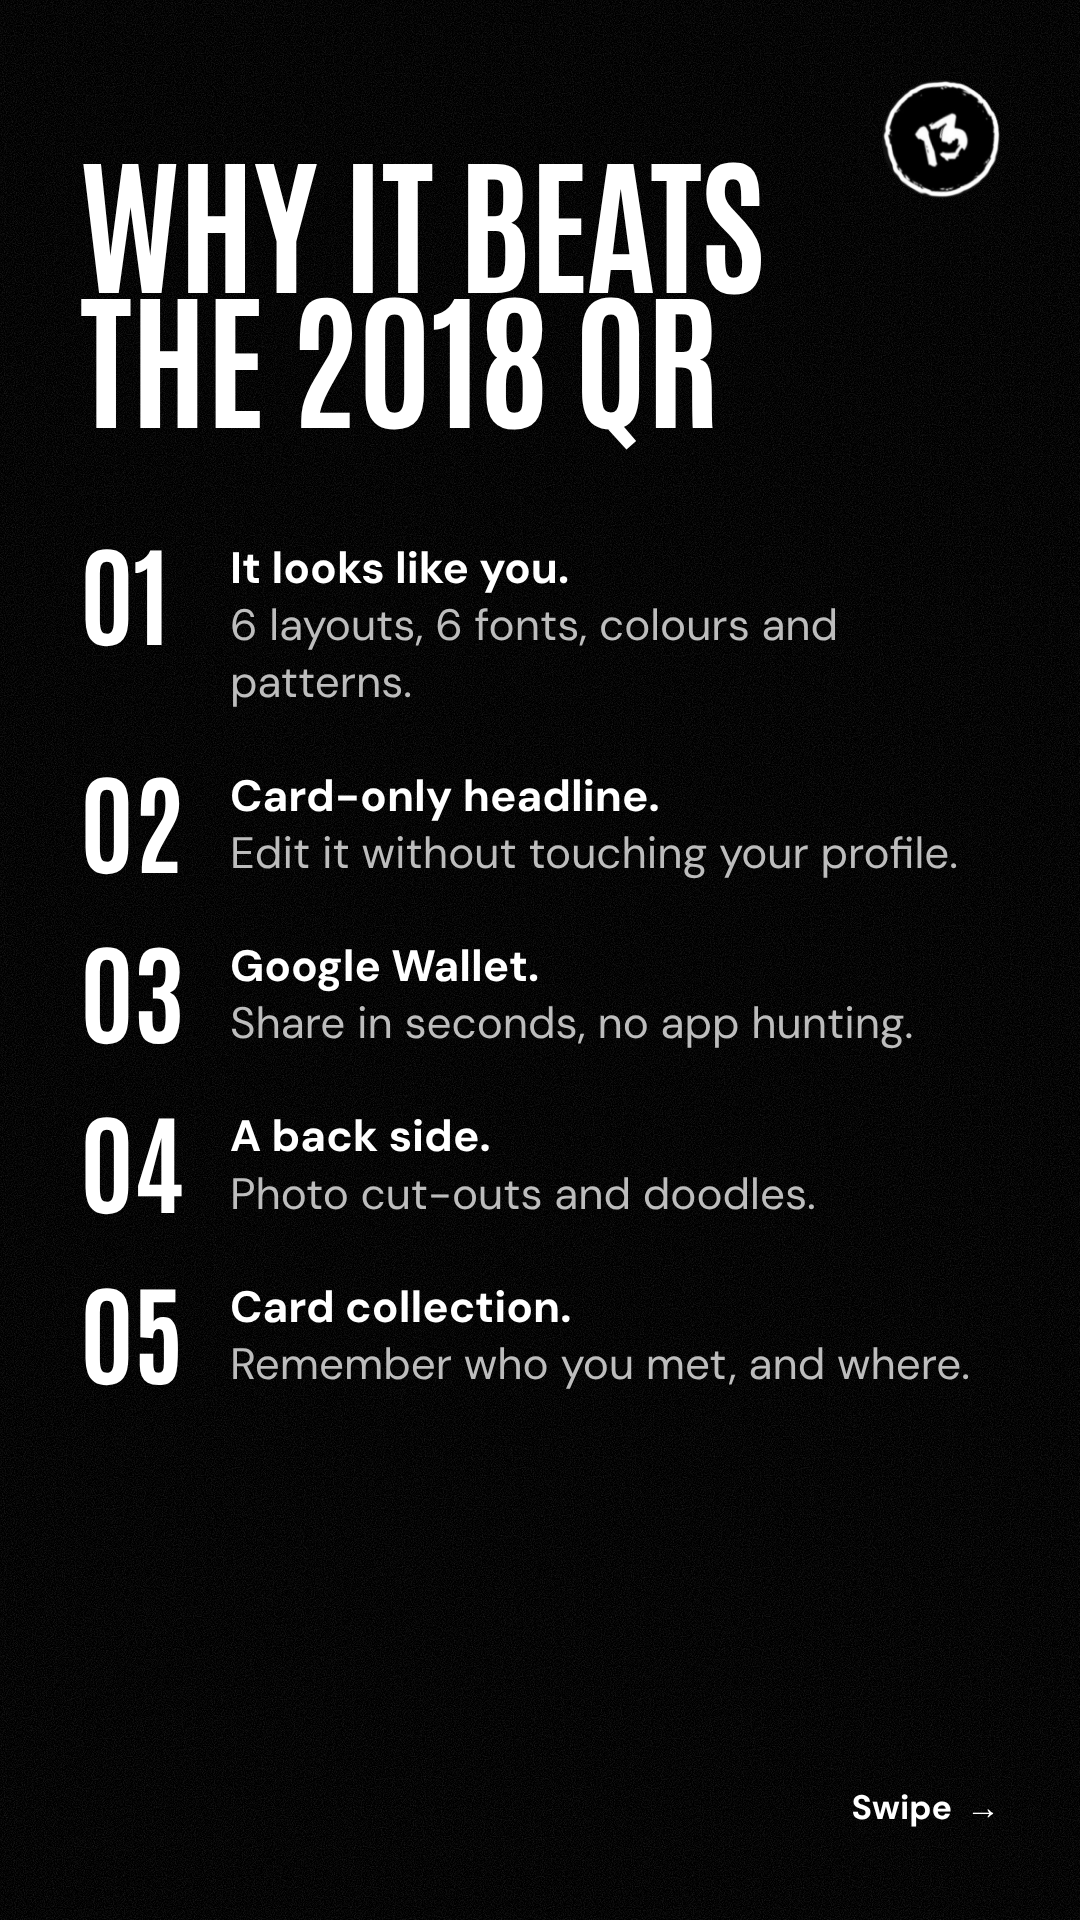 13
WHY IT BEATS
THE 2018 QR
01
It looks like you.
6 layouts, 6 fonts, colours and
patterns.
02
Card-only headline.
Edit it without touching your profile.
03
Google Wallet.
Share in seconds, no app hunting.
04
A back side.
Photo cut-outs and doodles.
05
Card collection.
Remember who you met, and where.
Swipe →